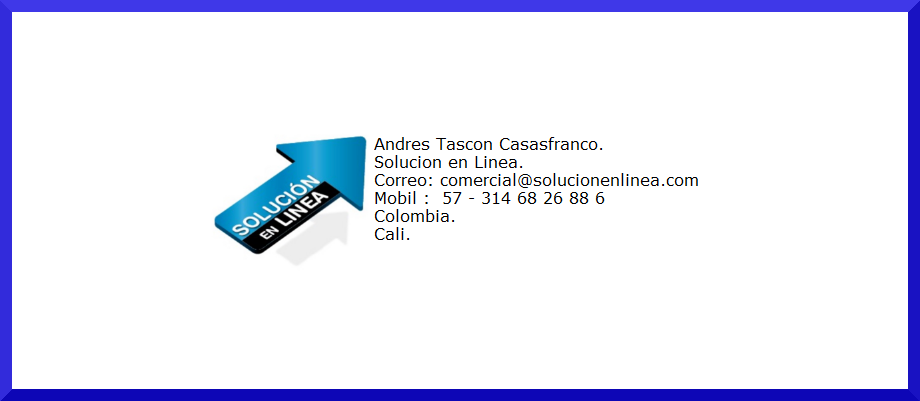 SOLUCIÓN
EN LINEA
Andres Tascon Casasfranco.
Solucion en Linea.
Correo: comercial@solucionenlinea.com
Mobil :  57 - 314 68 26 88 6
Colombia.
Cali.